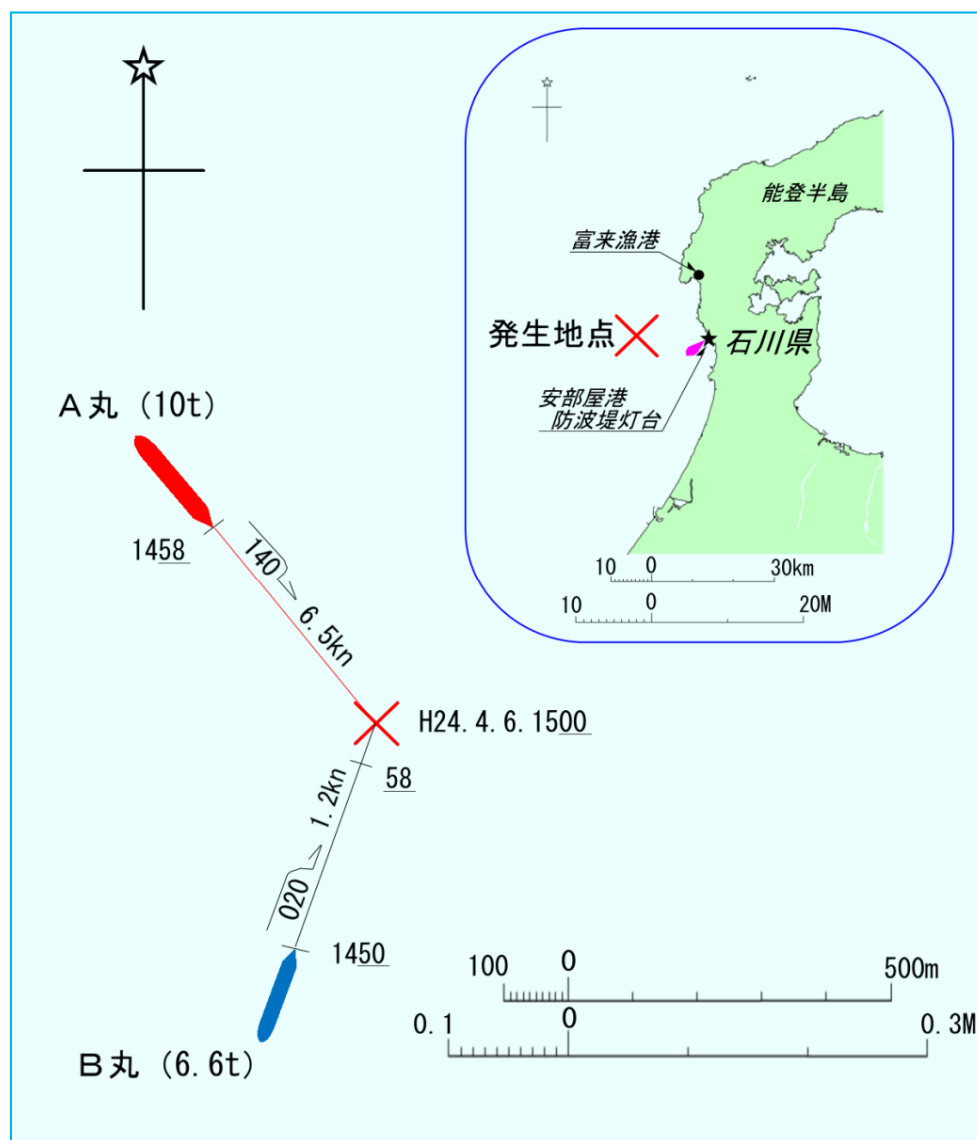 能登半島
富来漁港
発生地点
石川県
安部屋港
防波堤灯台
10 0 30km
10 0 20M
A丸 (10t)
1458
140
6.5kn
H24.4.6.1500
58
1.2kn
020
1450
B丸 (6.6t)
100 0 500m
0.1 0 0.3M